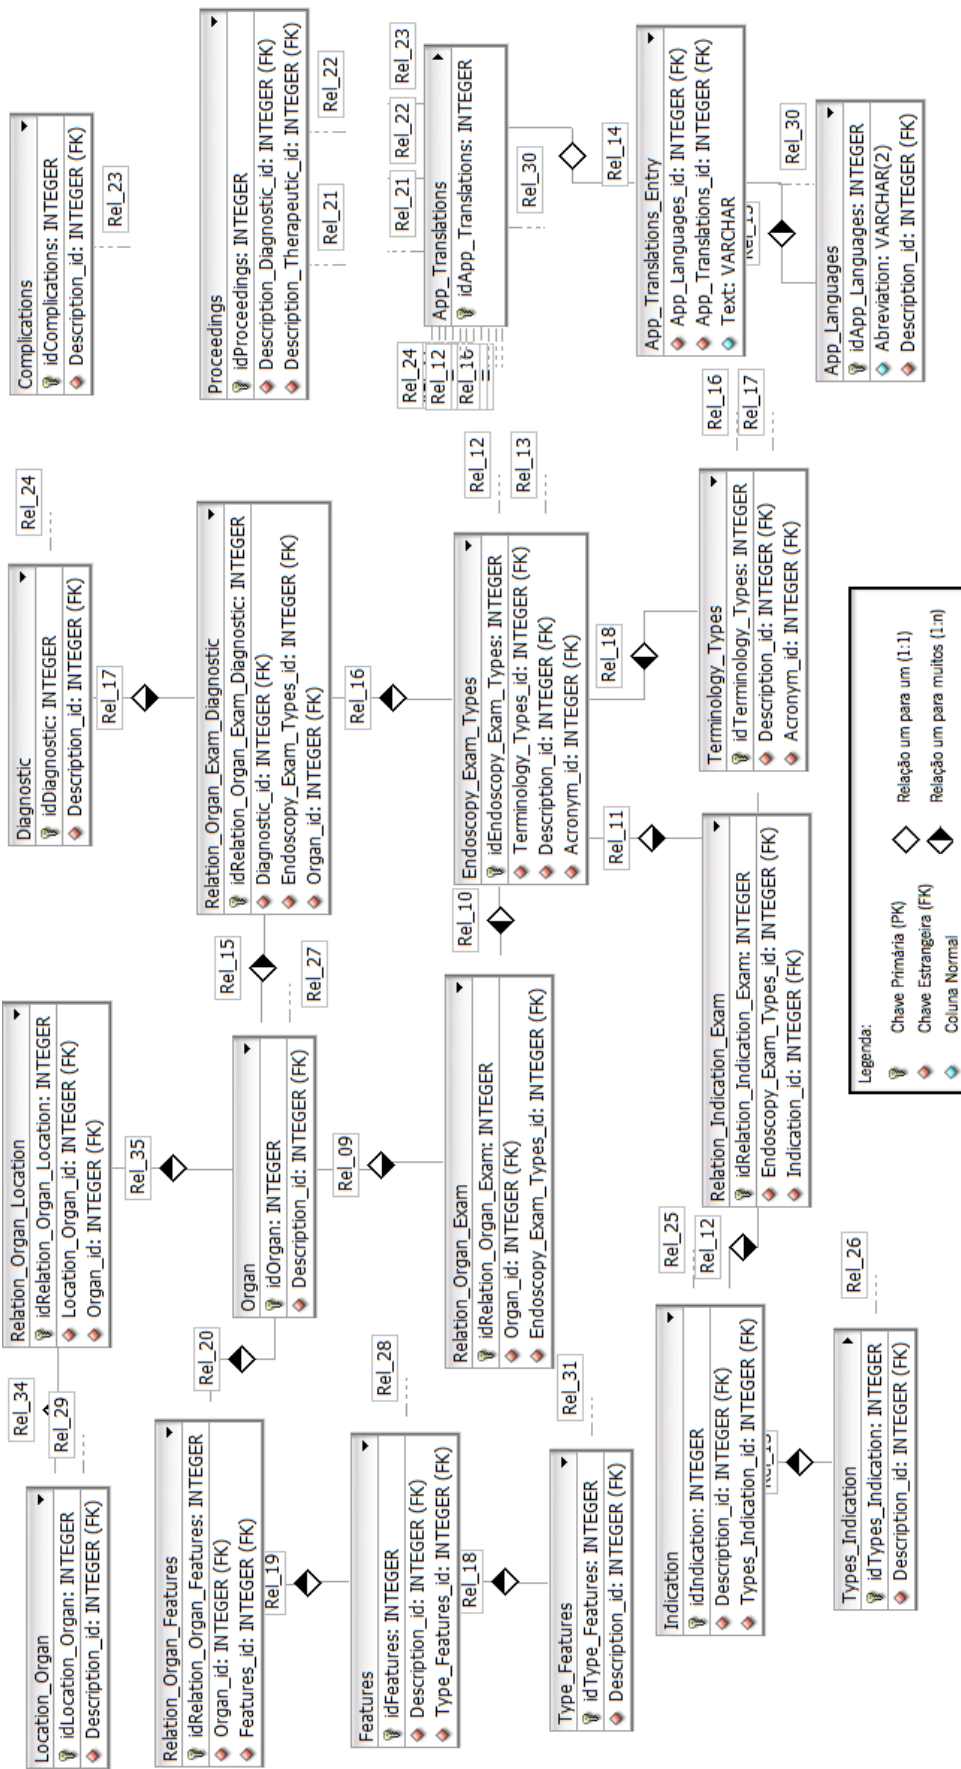 Location_Organ
idLocation_Organ: INTEGER
Description_id: INTEGER (FK)
Rel_34
Rel_29
Relation_Organ_Location
idRelation_Organ_Location: INTEGER
Location_Organ_id: INTEGER (FK)
Organ_id: INTEGER (FK)
Rel_35
Diagnostic
idDiagnostic: INTEGER
Description_id: INTEGER (FK)
Rel_24
Rel_17
Complications
idComplications: INTEGER
Description_id: INTEGER (FK)
Rel_23
Relation_Organ_Features
idRelation_Organ_Features: INTEGER
Organ_id: INTEGER (FK)
Features_id: INTEGER (FK)
Rel_20
Rel_19
Organ
idOrgan: INTEGER
Description_id: INTEGER (FK)
Rel_15
Rel_27
Rel_09
Relation_Organ_Exam_Diagnostic
idRelation_Organ_Exam_Diagnostic: INTEGER
Diagnostic_id: INTEGER (FK)
Endoscopy_Exam_Types_id: INTEGER (FK)
Organ_id: INTEGER (FK)
Rel_16
Proceedings
idProceedings: INTEGER
Description_Diagnostic_id: INTEGER (FK)
Description_Therapeutic_id: INTEGER (FK)
Rel_21
Rel_22
Features
idFeatures: INTEGER
Description_id: INTEGER (FK)
Type_Features_id: INTEGER (FK)
Rel_28
Rel_18
Relation_Organ_Exam
idRelation_Organ_Exam: INTEGER
Organ_id: INTEGER (FK)
Endoscopy_Exam_Types_id: INTEGER (FK)
Rel_10
Endoscopy_Exam_Types
idEndoscopy_Exam_Types: INTEGER
Terminology_Types_id: INTEGER (FK)
Description_id: INTEGER (FK)
Acronym_id: INTEGER (FK)
Rel_12
Rel_13
Rel_11
Rel_18
Rel_24
Rel_12
Rel_21
Rel_22
Rel_23
App_Translations
idApp_Translations: INTEGER
Rel_30
Rel_14
Type_Features
idType_Features: INTEGER
Description_id: INTEGER (FK)
Rel_31
Indication
idIndication: INTEGER
Description_id: INTEGER (FK)
Types_Indication_id: INTEGER (FK)
Rel_25
Rel_12
Relation_Indication_Exam
idRelation_Indication_Exam: INTEGER
Endoscopy_Exam_Types_id: INTEGER (FK)
Indication_id: INTEGER (FK)
Terminology_Types
idTerminology_Types: INTEGER
Description_id: INTEGER (FK)
Acronym_id: INTEGER (FK)
Rel_16
Rel_17
App_Translations_Entry
App_Languages_id: INTEGER (FK)
App_Translations_id: INTEGER (FK)
Text: VARCHAR
Rel_30
Types_Indication
idTypes_Indication: INTEGER
Description_id: INTEGER (FK)
Rel_26
App_Languages
idApp_Languages: INTEGER
Abreviation: VARCHAR(2)
Description_id: INTEGER (FK)
Legenda:
Chave Primária (PK)
Relação um para um (1:1)
Chave Estrangeira (FK)
Relação um para muitos (1:n)
Coluna Normal